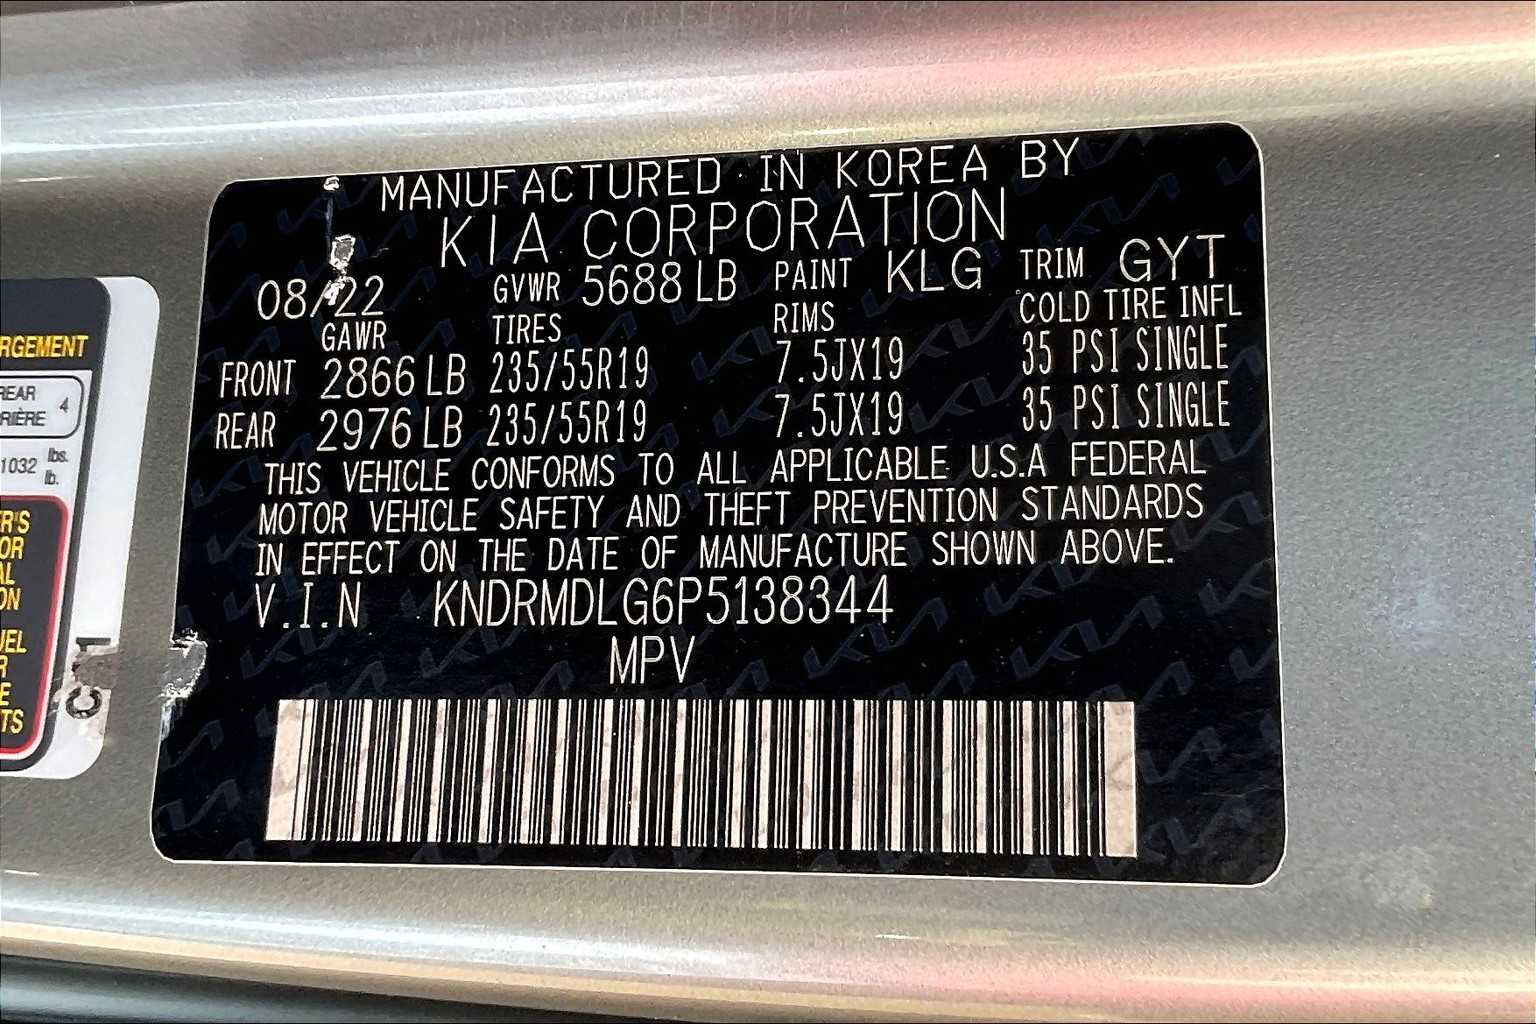 MANUFACTURED IN KOREA BY
KIA CORPORATION
08/22 GVWR 5688 LB PAINT KLG TRIM GYT
GAWR TIRES RIMS COLD TIRE INFL
FRONT 2866 LB 235/55R19 7.5JX19 35 PSI SINGLE
REAR 2976 LB 235/55R19 7.5JX19 35 PSI SINGLE
THIS VEHICLE CONFORMS TO ALL APPLICABLE U.S.A FEDERAL
MOTOR VEHICLE SAFETY AND THEFT PREVENTION STANDARDS
IN EFFECT ON THE DATE OF MANUFACTURE SHOWN ABOVE.
V.I.N KNDRMDLG6P5138344
MPV
RGEMENT
REAR 4
RIÈRE
1032 lbs.
lb.